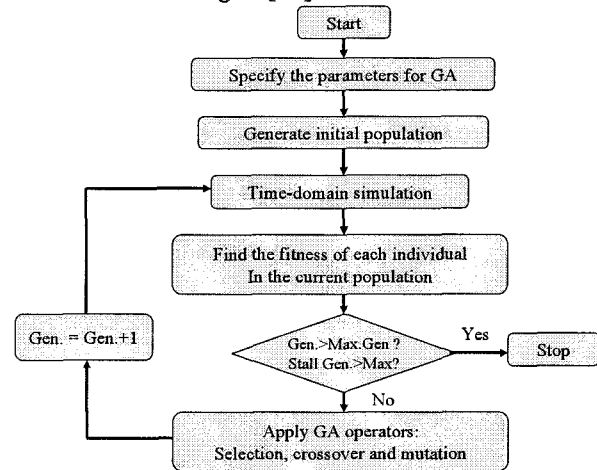 Start
Specify the parameters for GA
Generate initial population
Time-domain simulation
Find the fitness of each individual
In the current population
Gen.>Max.Gen ?
Stall Gen.>Max?
Yes
Stop
No
Apply GA operators:
Selection, crossover and mutation
Gen. = Gen.+1